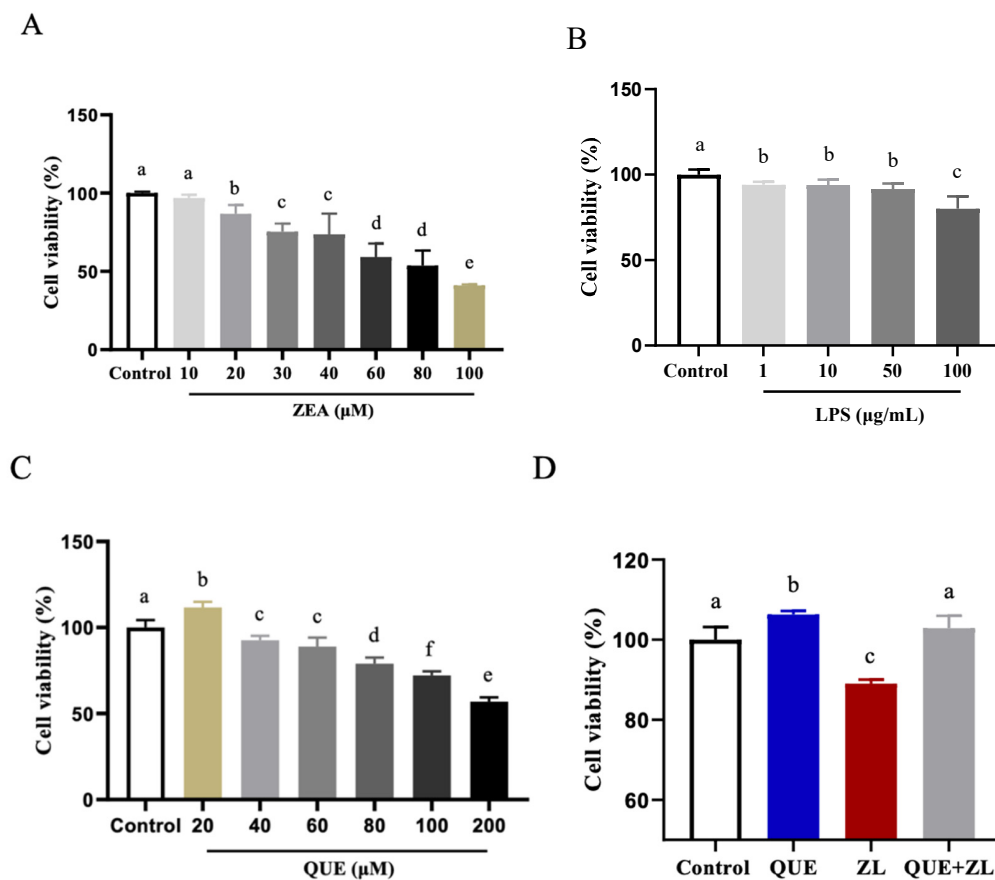 A
Cell viability (%)
150
100
50
0
a a b c c d d e
Control 10 20 30 40 60 80 100
ZEA (μM)
B
Cell viability (%)
150
100
50
0
a b b b c
Control 1 10 50 100
LPS (μg/mL)
C
Cell viability (%)
150
100
50
0
a b c c d f e
Control 20 40 60 80 100 200
QUE (μM)
D
Cell viability (%)
120
100
80
60
a b c a
Control QUE ZL QUE+ZL